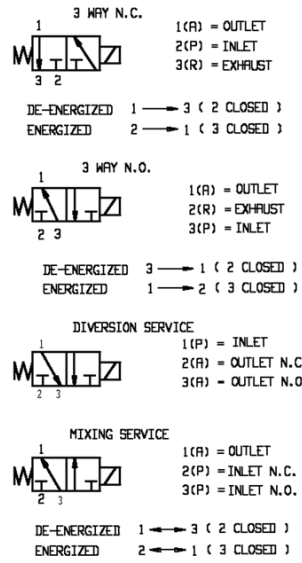 3 WAY N.C.
1
3 2
1(A) = OUTLET
2(P) = INLET
3(R) = EXHAUST
DE-ENERGIZED 1 → 3 ( 2 CLOSED )
ENERGIZED 2 → 1 ( 3 CLOSED )
3 WAY N.O.
1
2 3
1(A) = OUTLET
2(R) = EXHAUST
3(P) = INLET
DE-ENERGIZED 3 → 1 ( 2 CLOSED )
ENERGIZED 1 → 2 ( 3 CLOSED )
DIVERSION SERVICE
1
2 3
1(P) = INLET
2(A) = OUTLET N.C
3(A) - OUTLET N.O
MIXING SERVICE
1
2 3
1(A) = OUTLET
2(P) = INLET N.C.
3(P) = INLET N.O.
DE-ENERGIZED 1 ↔ 3 ( 2 CLOSED )
ENERGIZED 2 ↔ 1 ( 3 CLOSED )